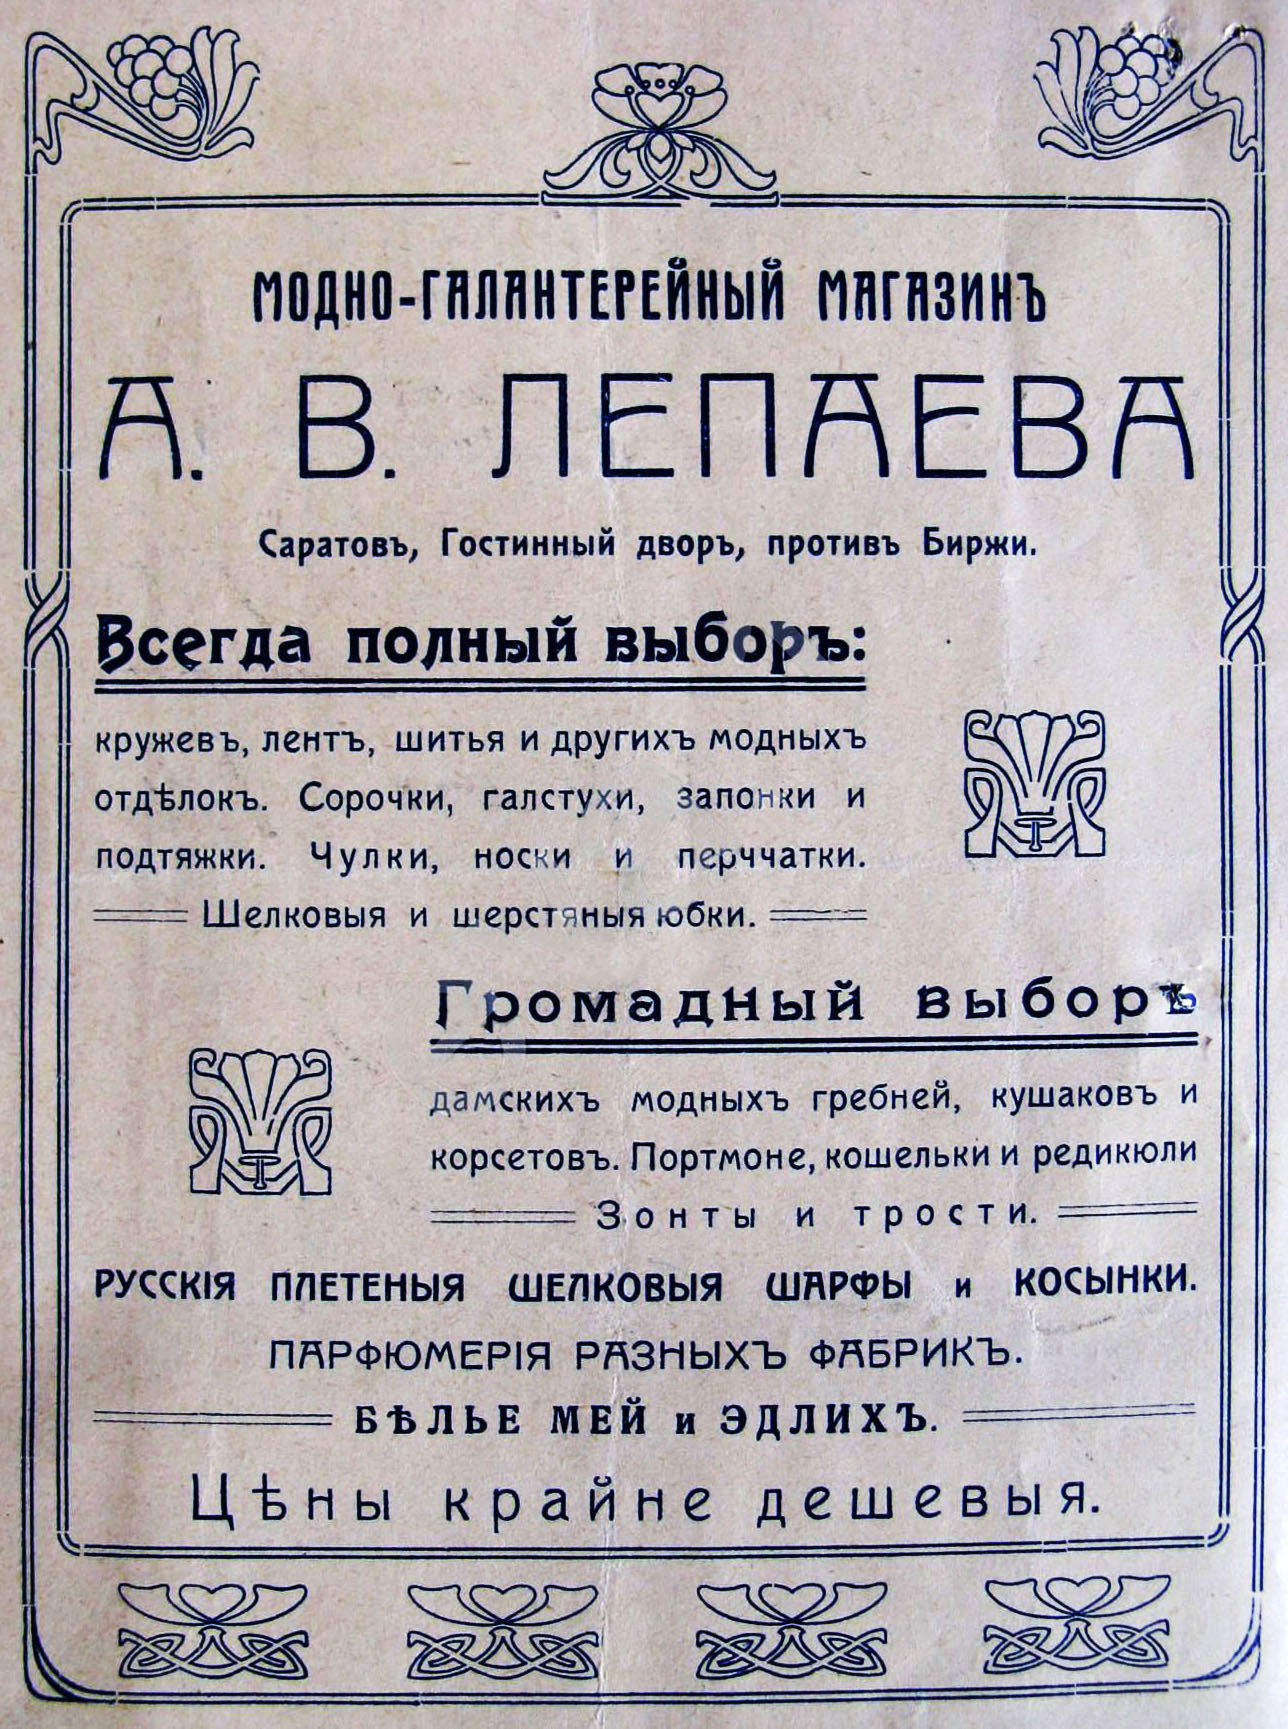 МОДНО-ГАЛАНТЕРЕЙНЫЙ МАГАЗИНЪ
А. В. ЛЕПАЕВА
Саратовъ, Гостинный дворъ, противъ Биржи.
Всегда полный выборъ:
кружевъ, лентъ, шитья и другихъ модныхъ
отдѣлокъ. Сорочки, галстухи, запонки и
подтяжки. Чулки, носки и перччатки.
Шелковыя и шерстяныя юбки.
Громадный выборъ
дамскихъ модныхъ гребней, кушаковъ и
корсетовъ. Портмоне, кошельки и редикюли
Зонты и трости.
РУССКІЯ ПЛЕТЕНЫЯ ШЕЛКОВЫЯ ШАРФЫ и КОСЫНКИ.
ПАРФЮМЕРІЯ РАЗНЫХЪ ФАБРИКЪ.
БѢЛЬЕ МЕЙ и ЭДЛИХЪ.
Цѣны крайне дешевыя.